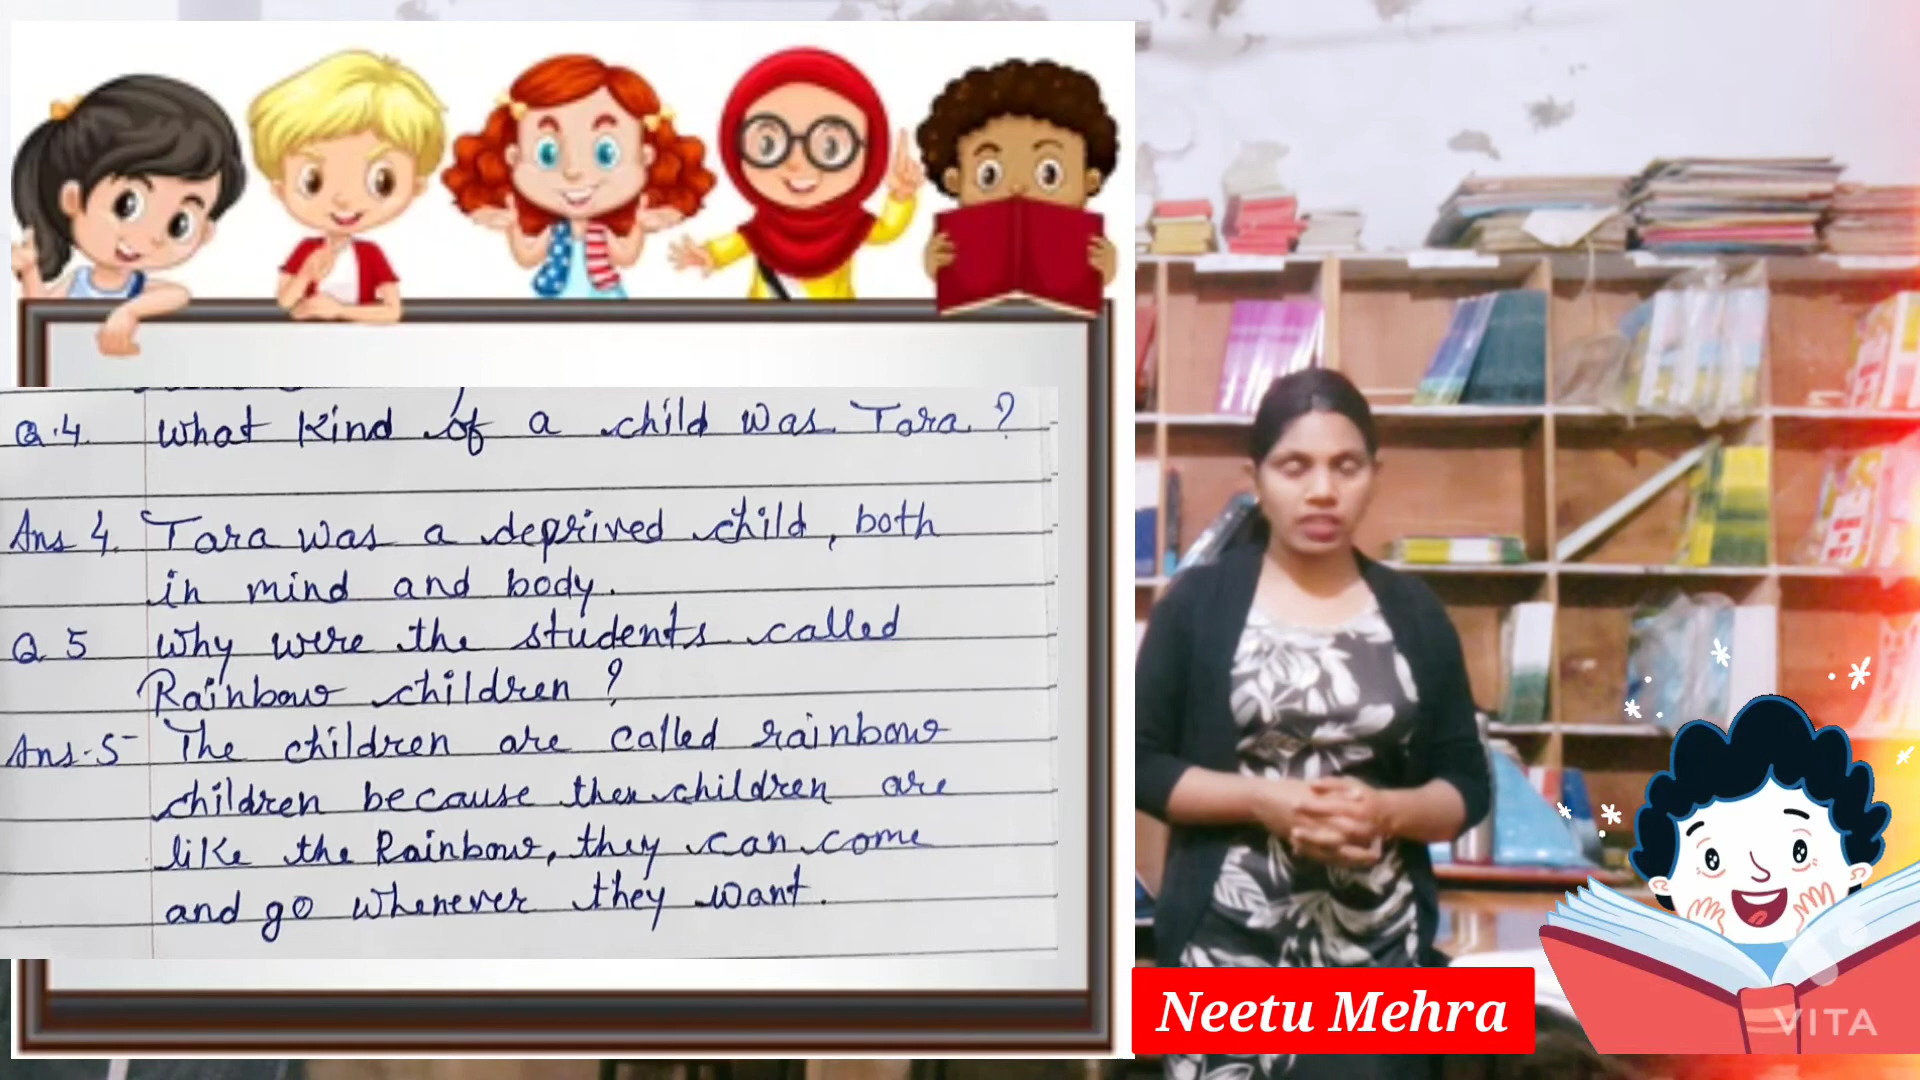 Q.4. What kind of a child was Tara?
Ans 4. Tara was a deprived child, both
in mind and body.
Q 5 Why were the students called
Rainbow children?
Ans.5 The children are called rainbow
children because then children are
like the Rainbow, they can come
and go whenever they want.
Neetu Mehra
VITA